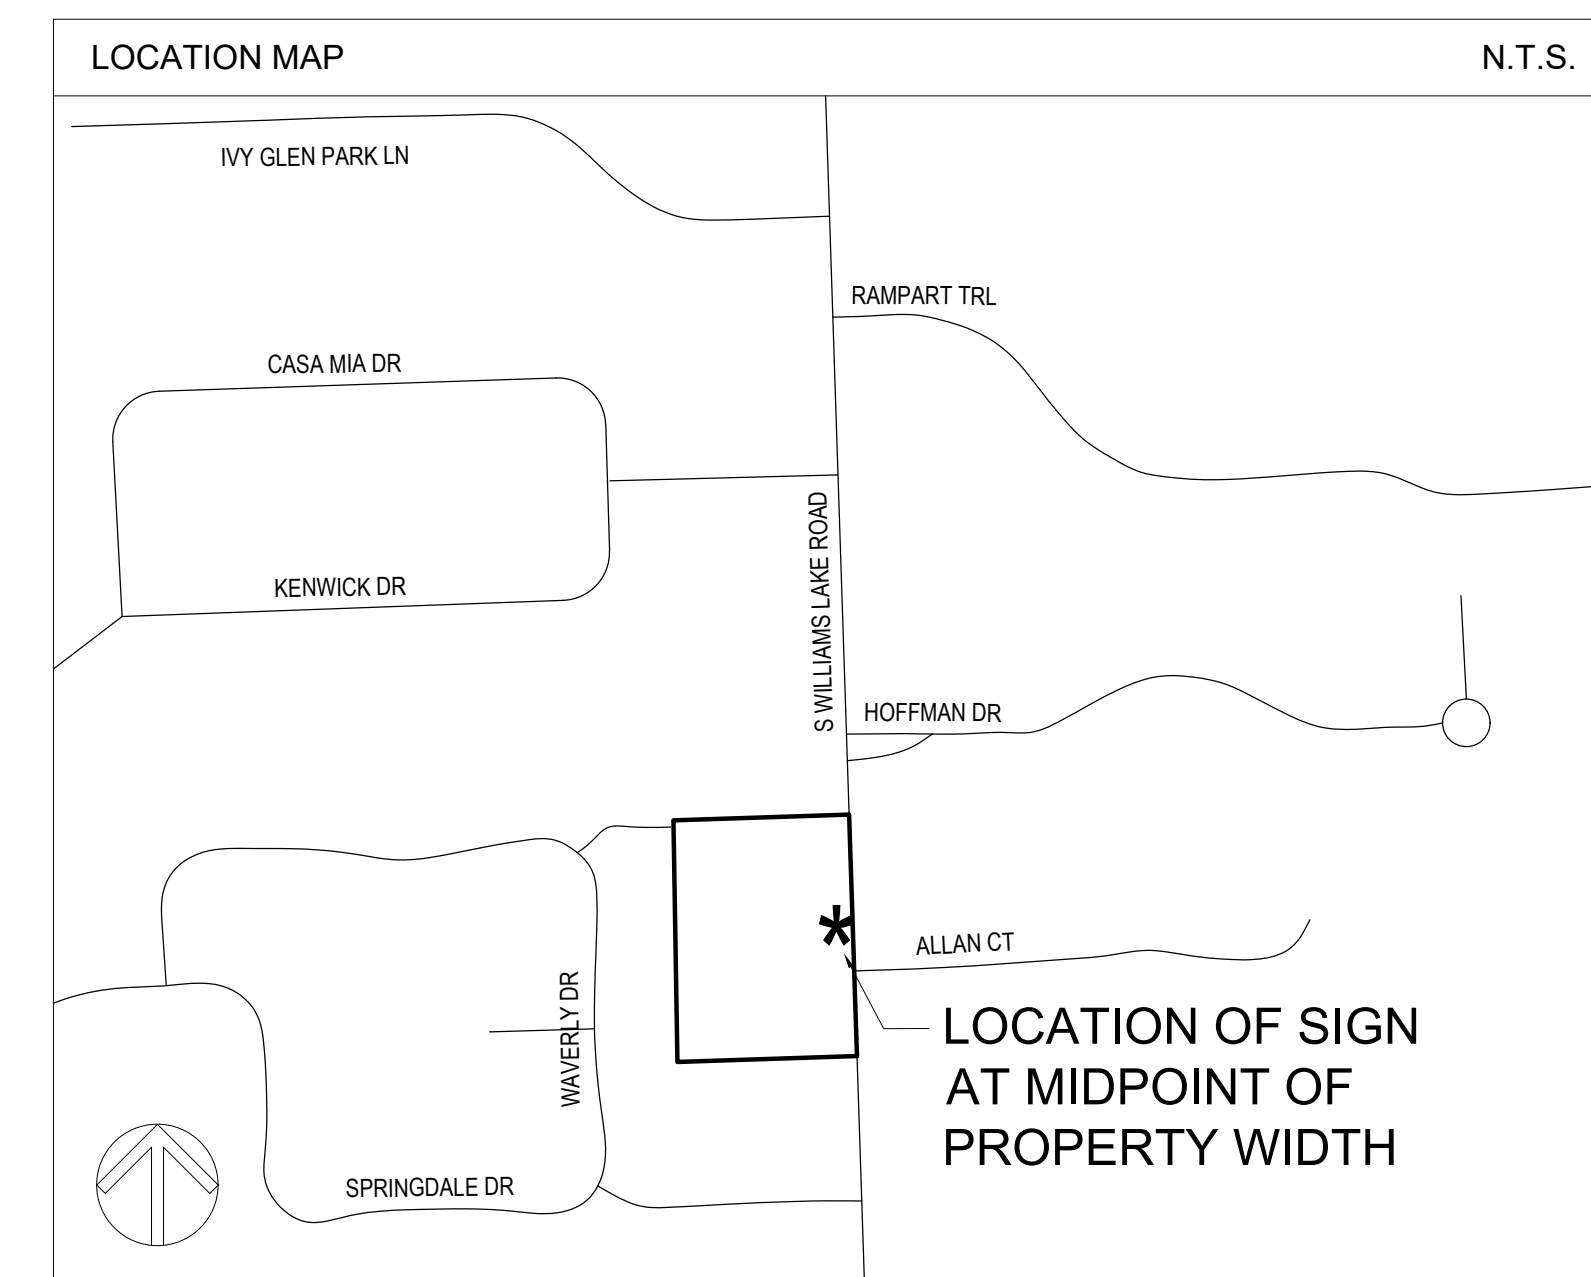 LOCATION MAP
N.T.S.
IVY GLEN PARK LN
RAMPART TRL
CASA MIA DR
S WILLIAMS LAKE ROAD
KENWICK DR
HOFFMAN DR
ALLAN CT
WAVERLY DR
LOCATION OF SIGN
AT MIDPOINT OF
PROPERTY WIDTH
SPRINGDALE DR